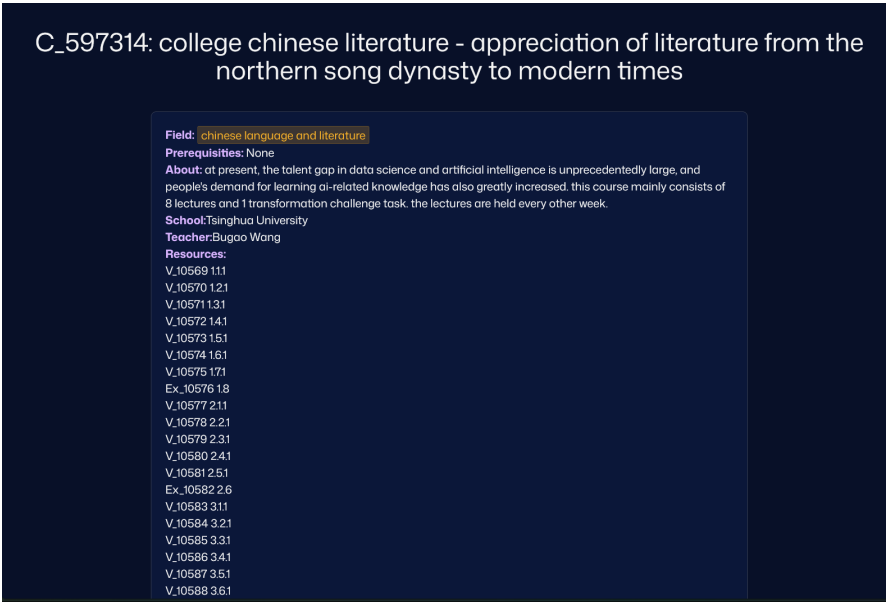 C_597314: college chinese literature - appreciation of literature from the
northern song dynasty to modern times
Field: chinese language and literature
Prerequisities: None
About: at present, the talent gap in data science and artificial intelligence is unprecedentedly large, and
people's demand for learning ai-related knowledge has also greatly increased. this course mainly consists of
8 lectures and 1 transformation challenge task. the lectures are held every other week.
School:Tsinghua University
Teacher:Bugao Wang
Resources:
V_10569 1.1.1
V_10570 1.2.1
V_10571 1.3.1
V_10572 1.4.1
V_10573 1.5.1
V_10574 1.6.1
V_10575 1.7.1
Ex_10576 1.8
V_10577 2.1.1
V_10578 2.2.1
V_10579 2.3.1
V_10580 2.4.1
V_10581 2.5.1
Ex_10582 2.6
V_10583 3.1.1
V_10584 3.2.1
V_10585 3.3.1
V_10586 3.4.1
V_10587 3.5.1
V_10588 3.6.1